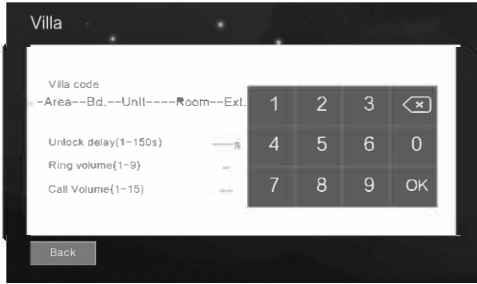 Villa
Villa code
-Area--Bd.--Unit----Room--Ext.
Unlock delay(1-150s) ---s
Ring volume(1-9) -
Call Volume(1-15) --
1 2 3
4 5 6 0
7 8 9 OK
Back